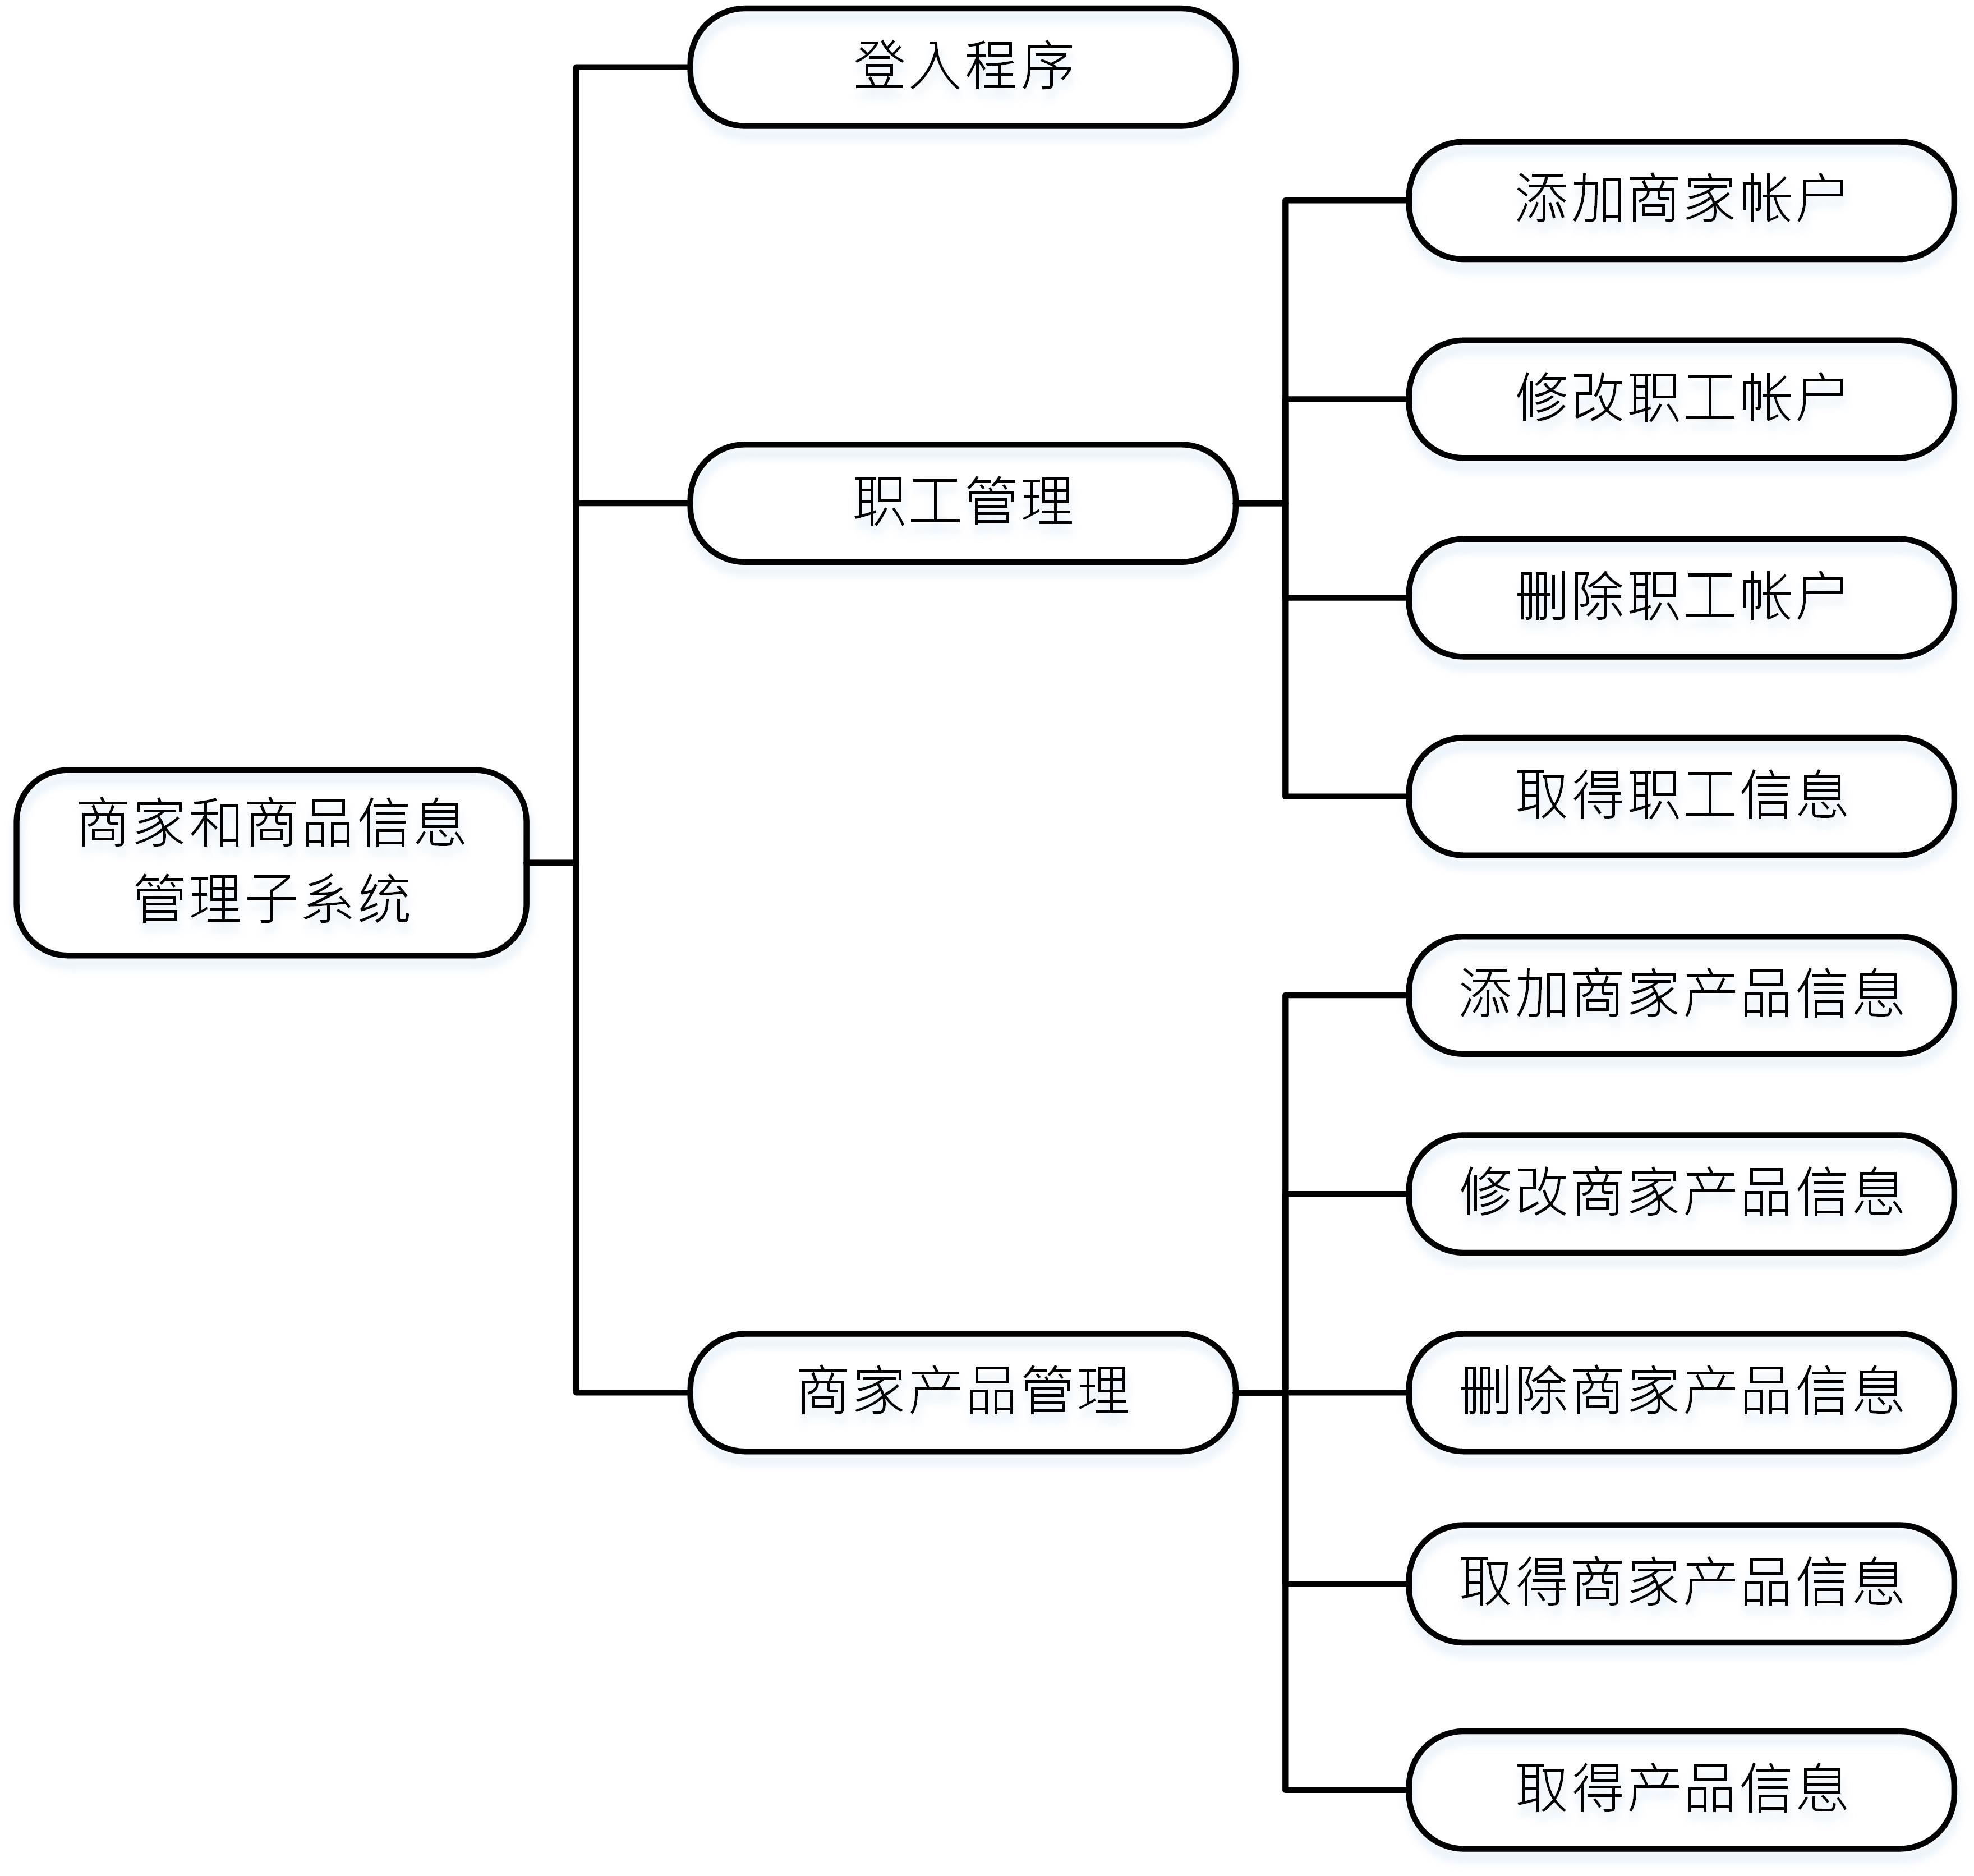 登入程序
添加商家帐户
修改职工帐户
职工管理
删除职工帐户
取得职工信息
商家和商品信息
管理子系统
添加商家产品信息
修改商家产品信息
商家产品管理
删除商家产品信息
取得商家产品信息
取得产品信息